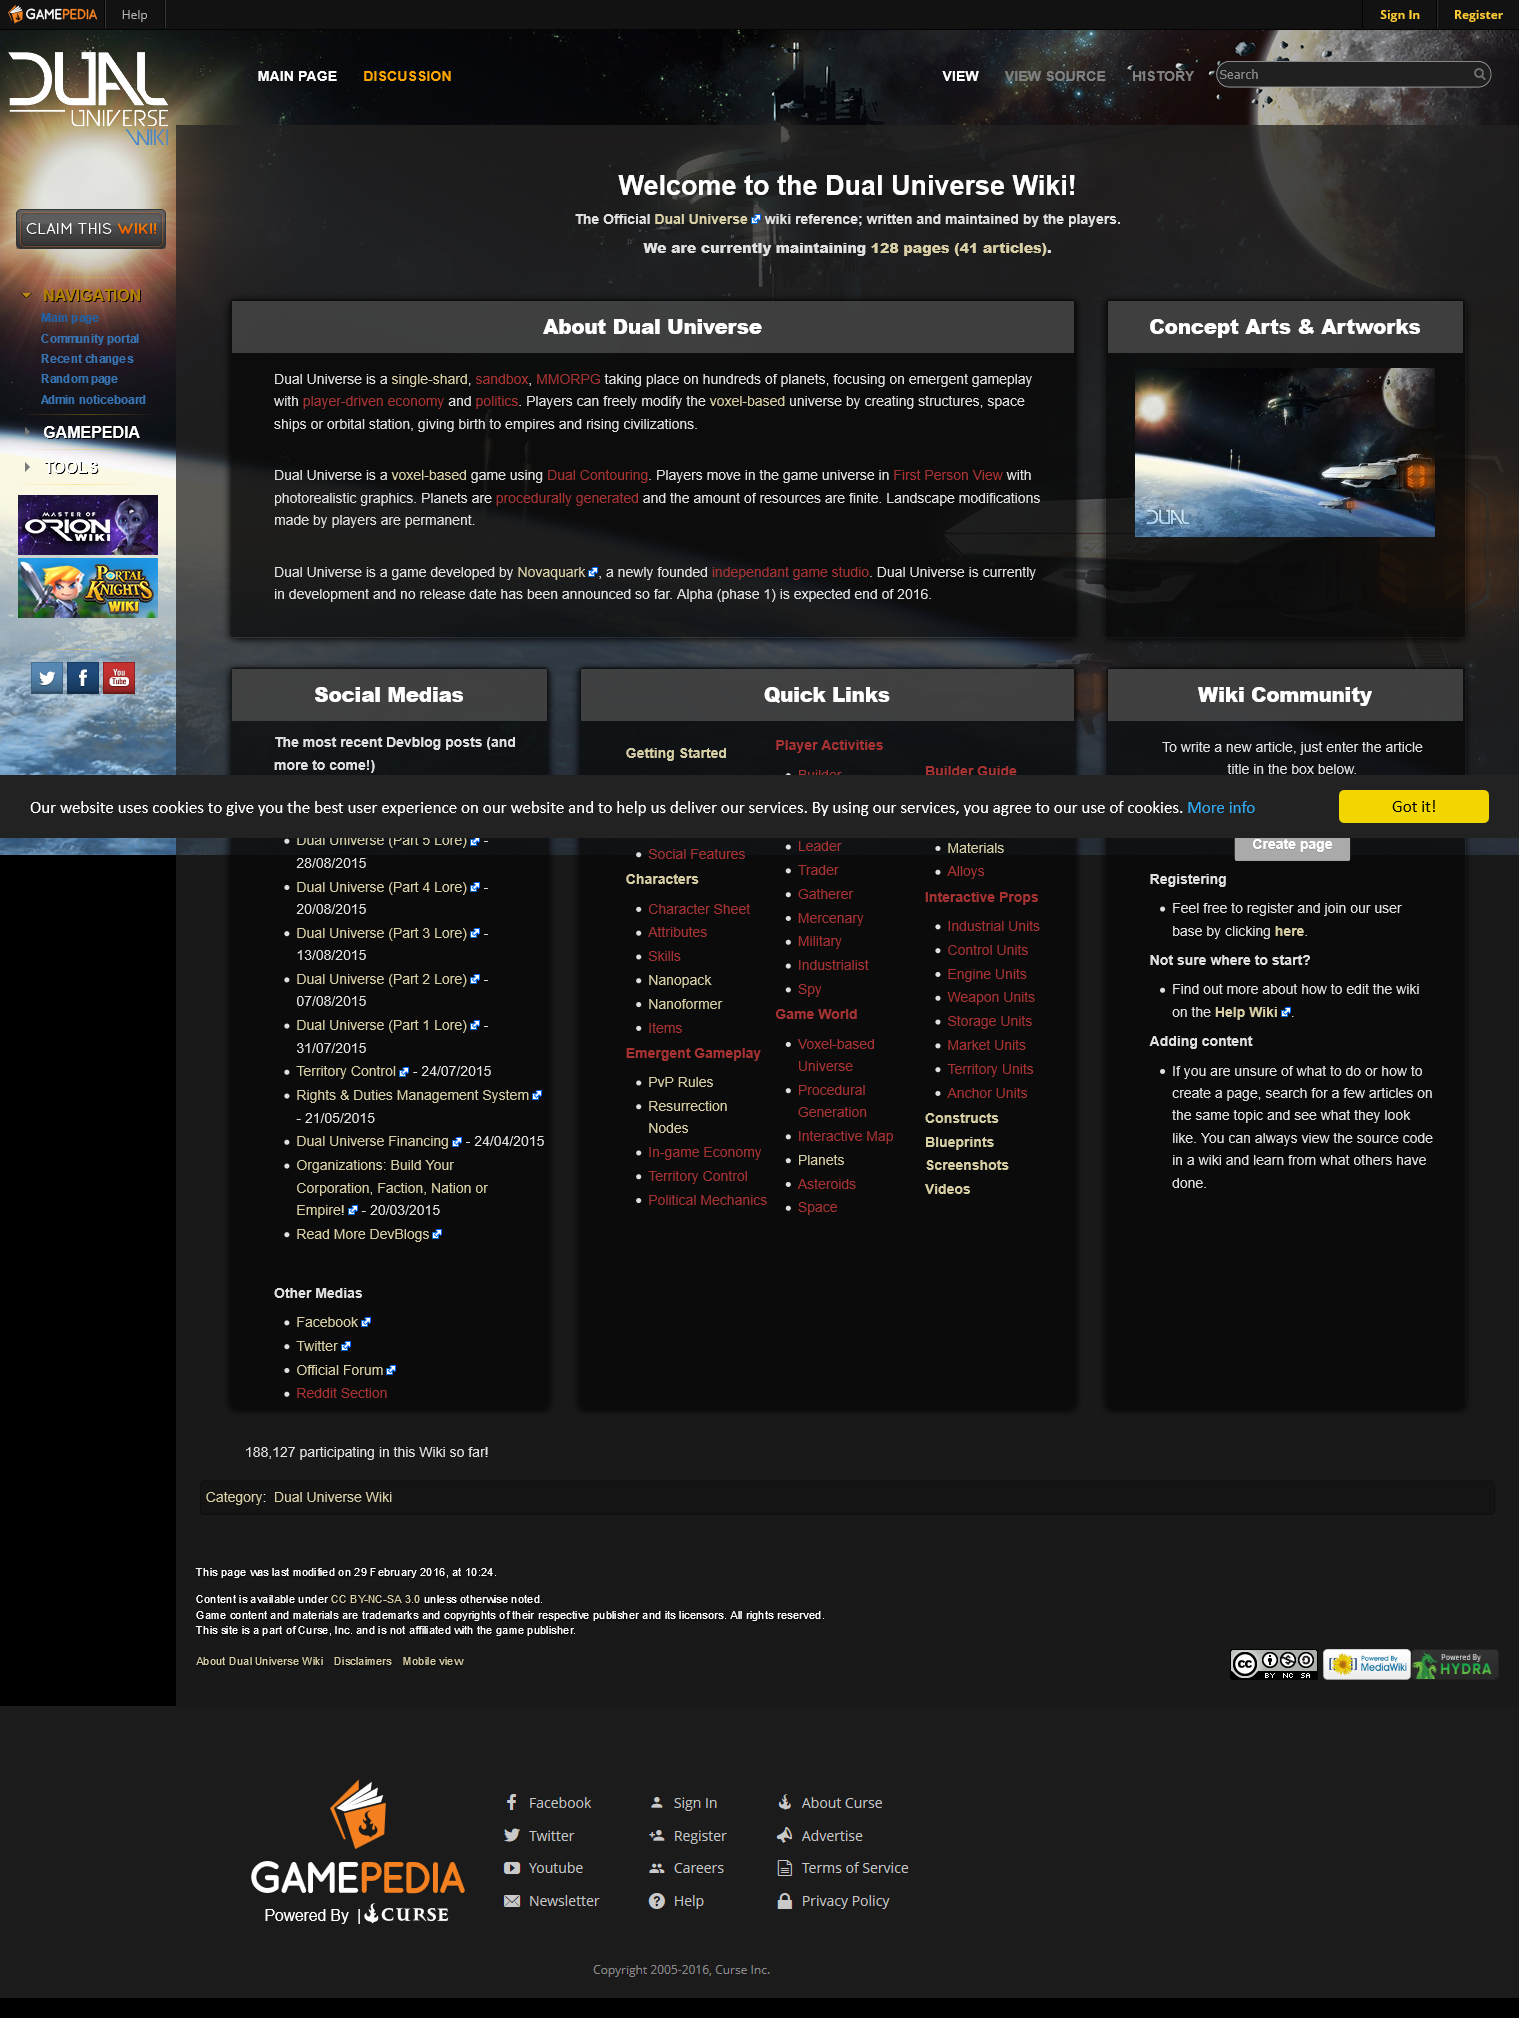 GAMEPEDIA
Help
Sign In
Register
DUAL
UNIVERSE
WIKI
MAIN PAGE
DISCUSSION
VIEW
VIEW SOURCE
HISTORY
Search
CLAIM THIS WIKI!
NAVIGATION
Main page
Community portal
Recent changes
Random page
Admin noticeboard
GAMEPEDIA
TOOLS
MASTER OF
ORION
WIKI
PORTAL
KNIGHTS
WIKI
You
Tube
Welcome to the Dual Universe Wiki!
The Official Dual Universe wiki reference; written and maintained by the players.
We are currently maintaining 128 pages (41 articles).
About Dual Universe
Dual Universe is a single-shard, sandbox, MMORPG taking place on hundreds of planets, focusing on emergent gameplay
with player-driven economy and politics. Players can freely modify the voxel-based universe by creating structures, space
ships or orbital station, giving birth to empires and rising civilizations.
Dual Universe is a voxel-based game using Dual Contouring. Players move in the game universe in First Person View with
photorealistic graphics. Planets are procedurally generated and the amount of resources are finite. Landscape modifications
made by players are permanent.
Dual Universe is a game developed by Novaquark, a newly founded independant game studio. Dual Universe is currently
in development and no release date has been announced so far. Alpha (phase 1) is expected end of 2016.
Concept Arts & Artworks
DUAL
Social Medias
The most recent Devblog posts (and
more to come!)
Dual Universe (Part 5 Lore) -
28/08/2015
Dual Universe (Part 4 Lore) -
20/08/2015
Dual Universe (Part 3 Lore) -
13/08/2015
Dual Universe (Part 2 Lore) -
07/08/2015
Dual Universe (Part 1 Lore) -
31/07/2015
Territory Control - 24/07/2015
Rights & Duties Management System
- 21/05/2015
Dual Universe Financing - 24/04/2015
Organizations: Build Your
Corporation, Faction, Nation or
Empire! - 20/03/2015
Read More DevBlogs
Other Medias
Facebook
Twitter
Official Forum
Reddit Section
Quick Links
Getting Started
Social Features
Characters
Character Sheet
Attributes
Skills
Nanopack
Nanoformer
Items
Emergent Gameplay
PvP Rules
Resurrection
Nodes
In-game Economy
Territory Control
Political Mechanics
Player Activities
Builder
Leader
Trader
Gatherer
Mercenary
Military
Industrialist
Spy
Game World
Voxel-based
Universe
Procedural
Generation
Interactive Map
Planets
Asteroids
Space
Builder Guide
Materials
Alloys
Interactive Props
Industrial Units
Control Units
Engine Units
Weapon Units
Storage Units
Market Units
Territory Units
Anchor Units
Constructs
Blueprints
Screenshots
Videos
Wiki Community
To write a new article, just enter the article
title in the box below.
Create page
Registering
Feel free to register and join our user
base by clicking here.
Not sure where to start?
Find out more about how to edit the wiki
on the Help Wiki.
Adding content
If you are unsure of what to do or how to
create a page, search for a few articles on
the same topic and see what they look
like. You can always view the source code
in a wiki and learn from what others have
done.
Our website uses cookies to give you the best user experience on our website and to help us deliver our services. By using our services, you agree to our use of cookies. More info
Got it!
188,127 participating in this Wiki so far!
Category: Dual Universe Wiki
This page was last modified on 29 February 2016, at 10:24.
Content is available under CC BY-NC-SA 3.0 unless otherwise noted.
Game content and materials are trademarks and copyrights of their respective publisher and its licensors. All rights reserved.
This site is a part of Curse, Inc. and is not affiliated with the game publisher.
About Dual Universe Wiki Disclaimers Mobile view
CC BY NC SA
Powered By
MediaWiki
Powered By
HYDRA
GAMEPEDIA
Powered By | CURSE
Facebook
Twitter
Youtube
Newsletter
Sign In
Register
Careers
Help
About Curse
Advertise
Terms of Service
Privacy Policy
Copyright 2005-2016, Curse Inc.